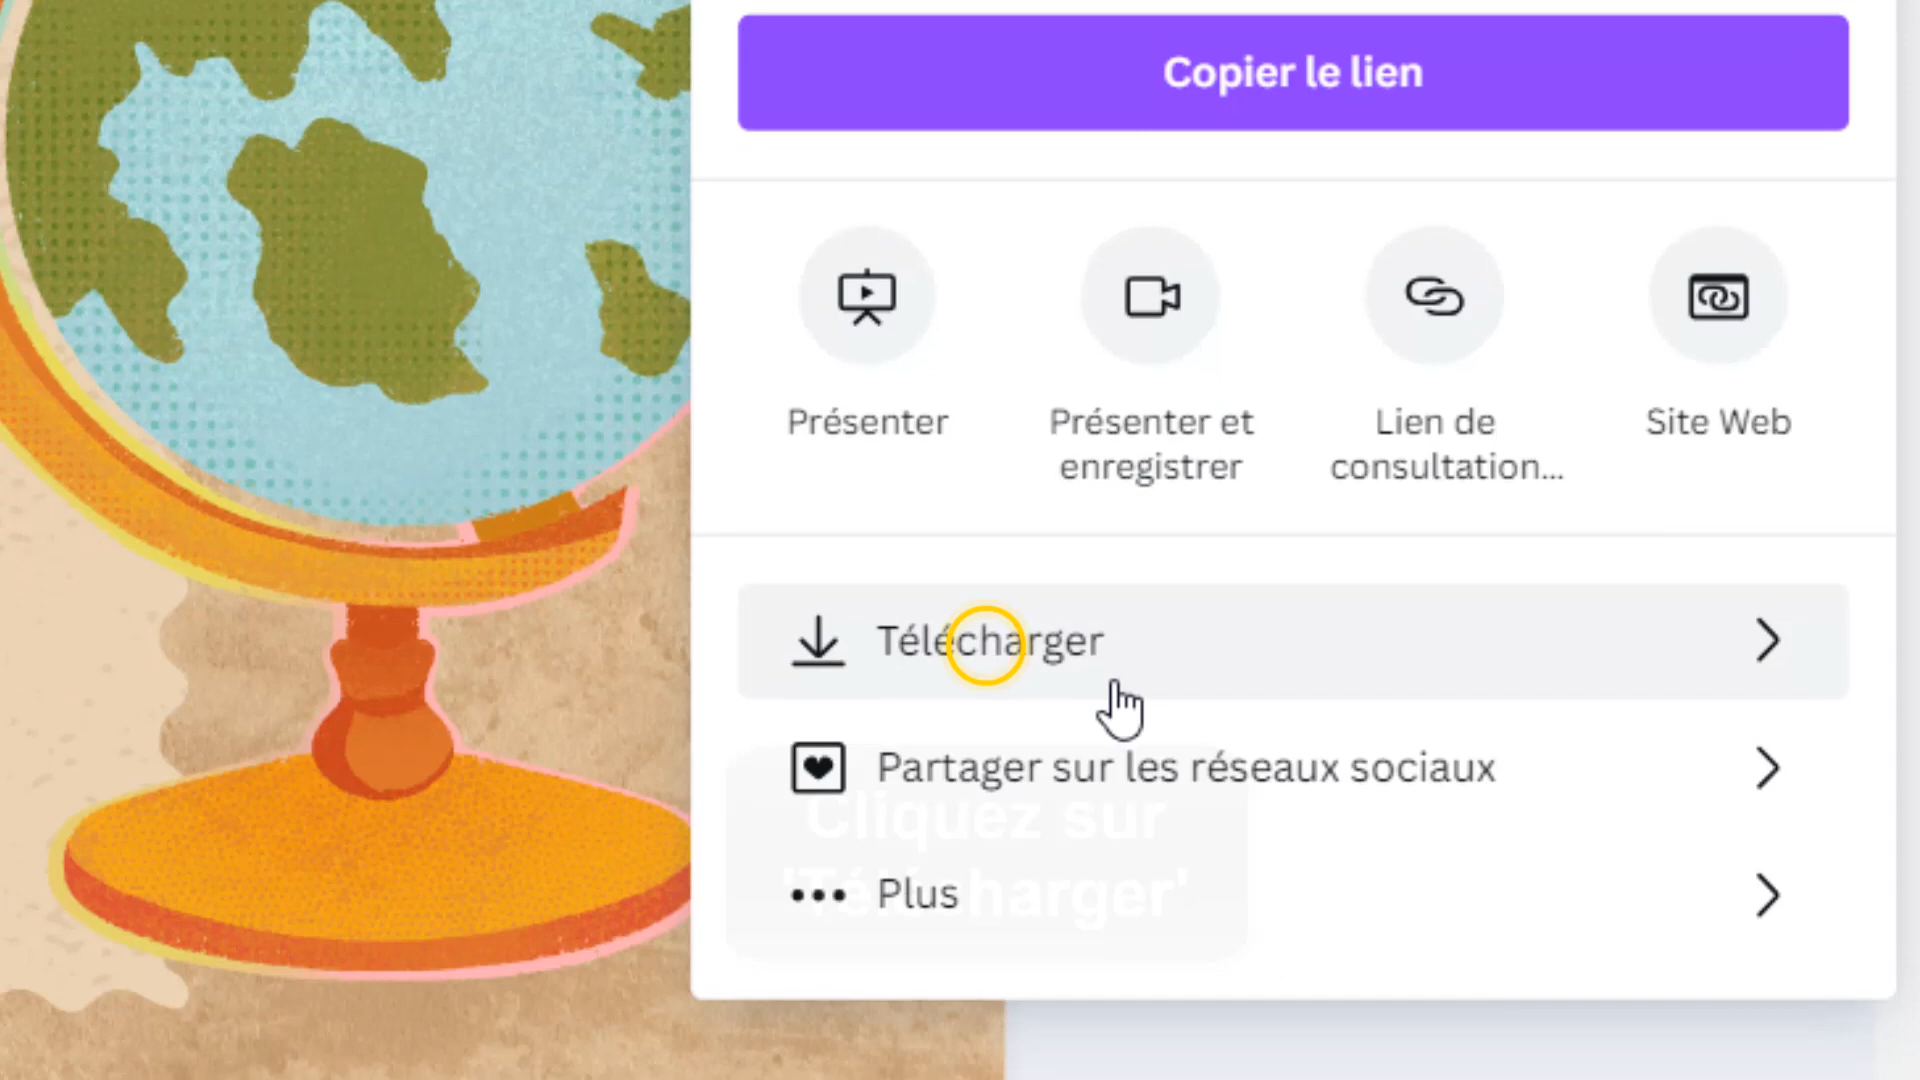 Copier le lien
Présenter
Présenter et
enregistrer
Lien de
consultation...
Site Web
Télécharger
Partager sur les réseaux sociaux
Cliquez sur
'Télécharger'
Plus